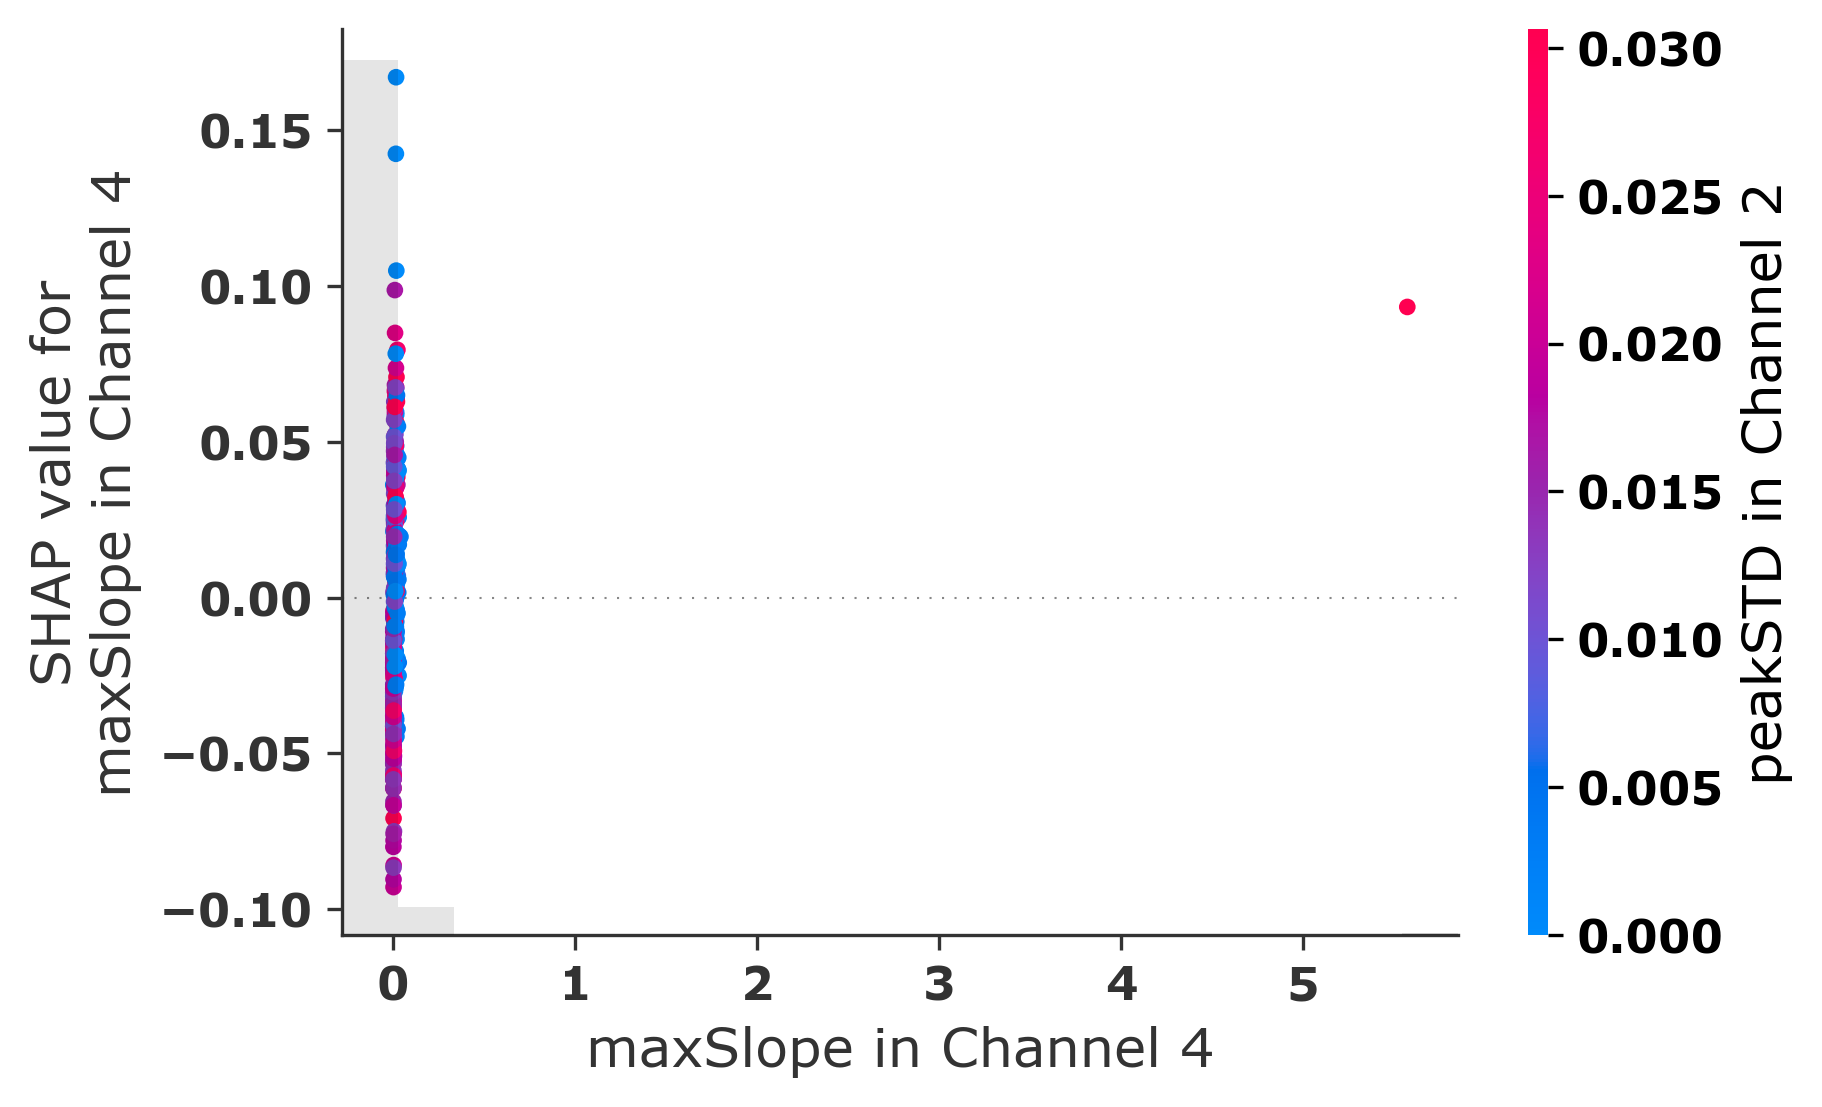 SHAP value for
maxSlope in Channel 4
0.15
0.10
0.05
0.00
−0.05
−0.10
0 1 2 3 4 5
maxSlope in Channel 4
0.030
0.025
0.020
0.015
0.010
0.005
0.000
peakSTD in Channel 2